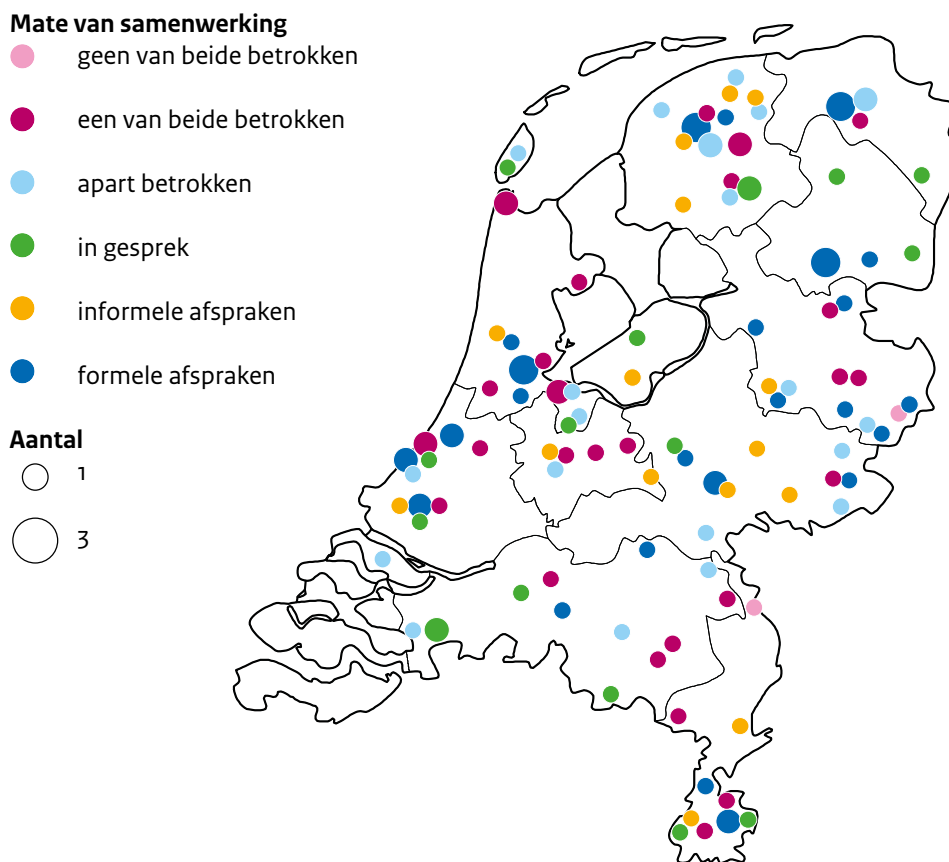 Mate van samenwerking
geen van beide betrokken
een van beide betrokken
apart betrokken
in gesprek
informele afspraken
formele afspraken
Aantal
1
3